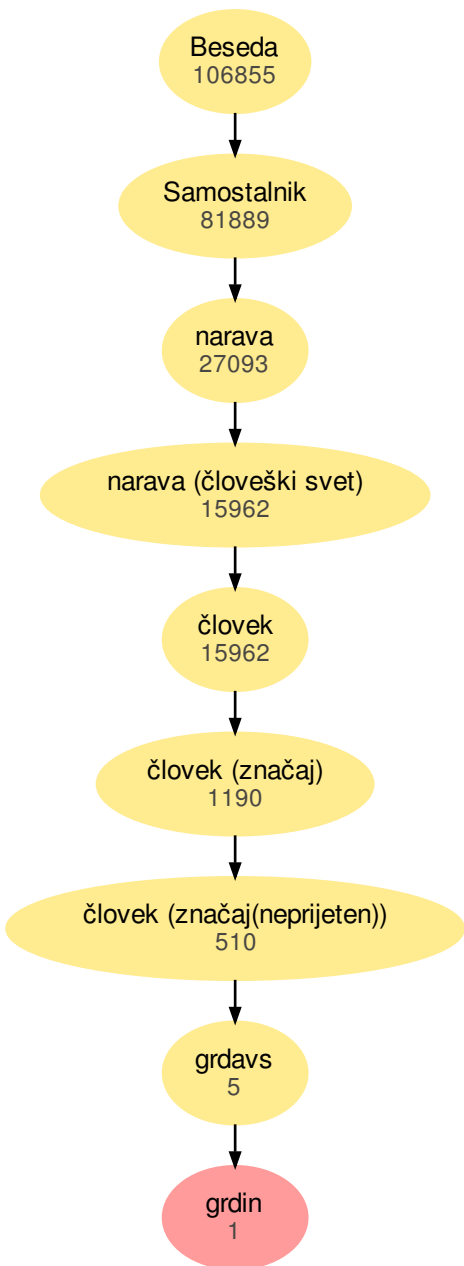 Beseda
106855
Samostalnik
81889
narava
27093
narava (človeški svet)
15962
človek
15962
človek (značaj)
1190
človek (značaj(neprijeten))
510
grdavs
5
grdin
1